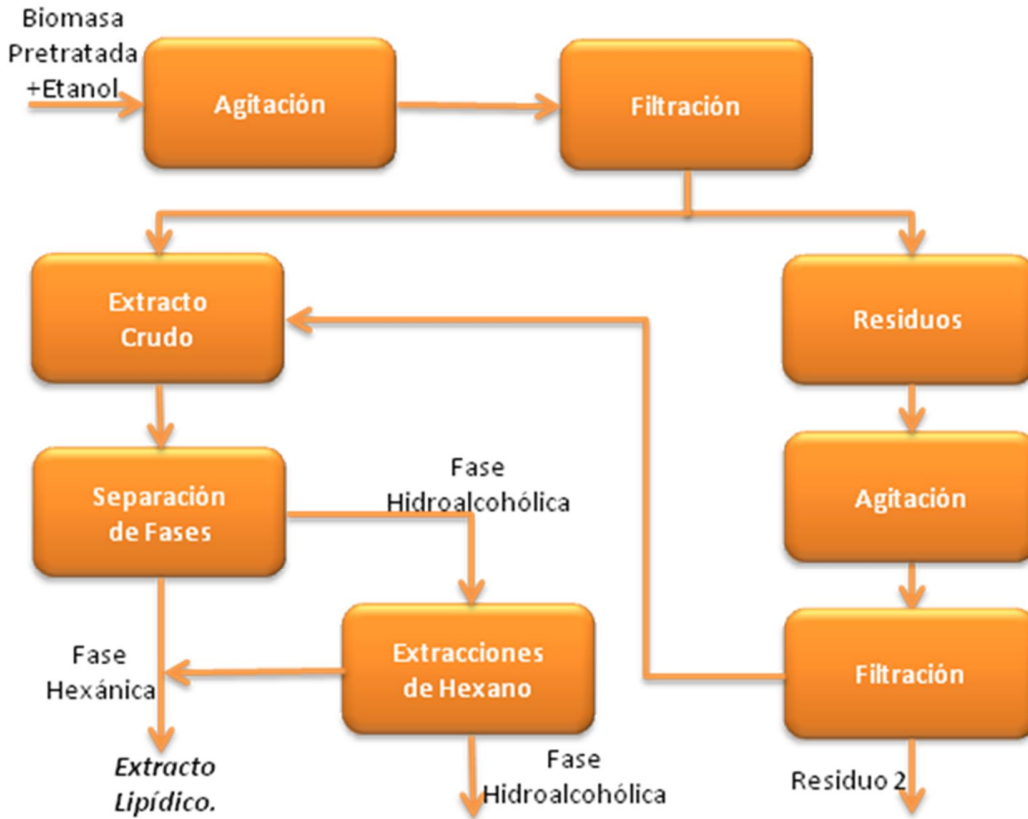 Biomasa
Pretratada
+Etanol
Agitación
Filtración
Extracto
Crudo
Residuos
Separación
de Fases
Fase
Hidroalcohólica
Agitación
Fase
Hexánica
Extracciones
de Hexano
Filtración
Extracto
Lipídico.
Fase
Hidroalcohólica
Residuo 2